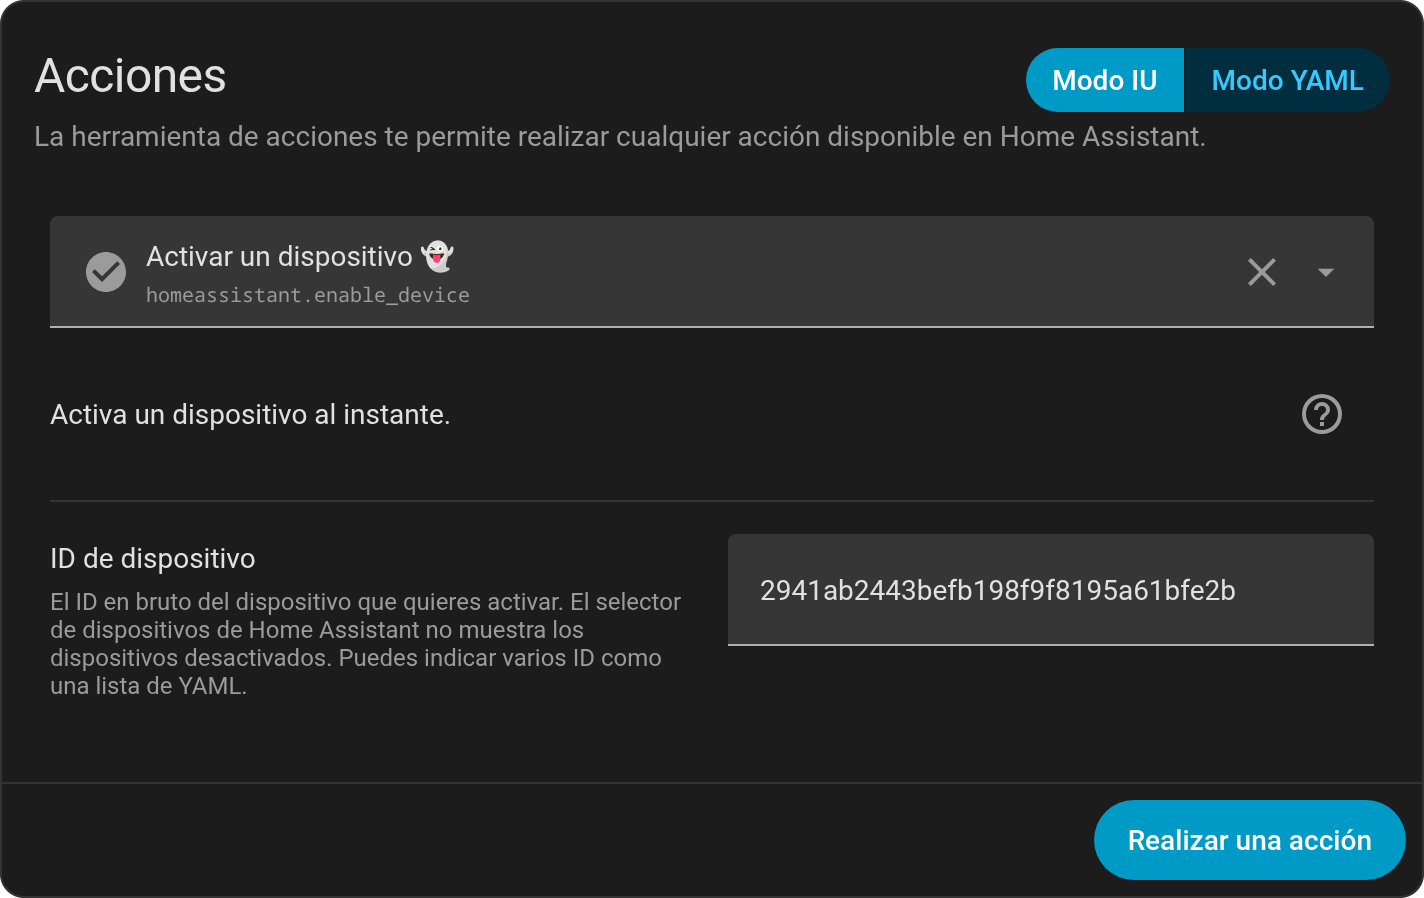 Acciones
Modo IU
Modo YAML
La herramienta de acciones te permite realizar cualquier acción disponible en Home Assistant.
Activar un dispositivo 👻
homeassistant.enable_device
Activa un dispositivo al instante.
ID de dispositivo
El ID en bruto del dispositivo que quieres activar. El selector
de dispositivos de Home Assistant no muestra los
dispositivos desactivados. Puedes indicar varios ID como
una lista de YAML.
2941ab2443befb198f9f8195a61bfe2b
Realizar una acción